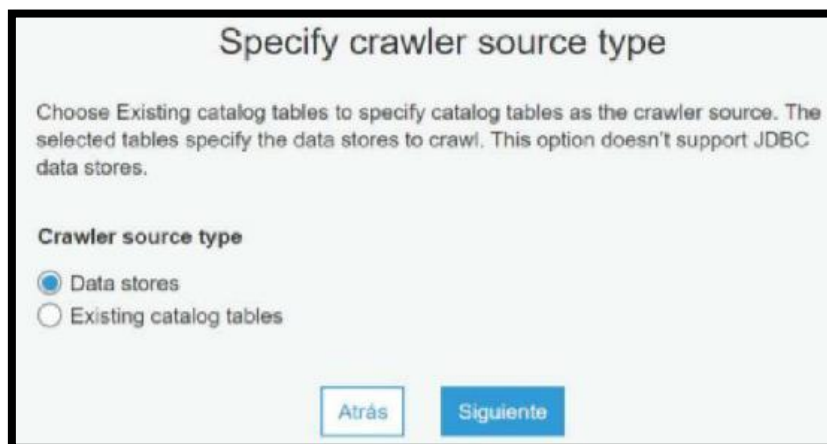 Specify crawler source type
Choose Existing catalog tables to specify catalog tables as the crawler source. The
selected tables specify the data stores to crawl. This option doesn't support JDBC
data stores.
Crawler source type
Data stores
Existing catalog tables
Atrás
Siguiente